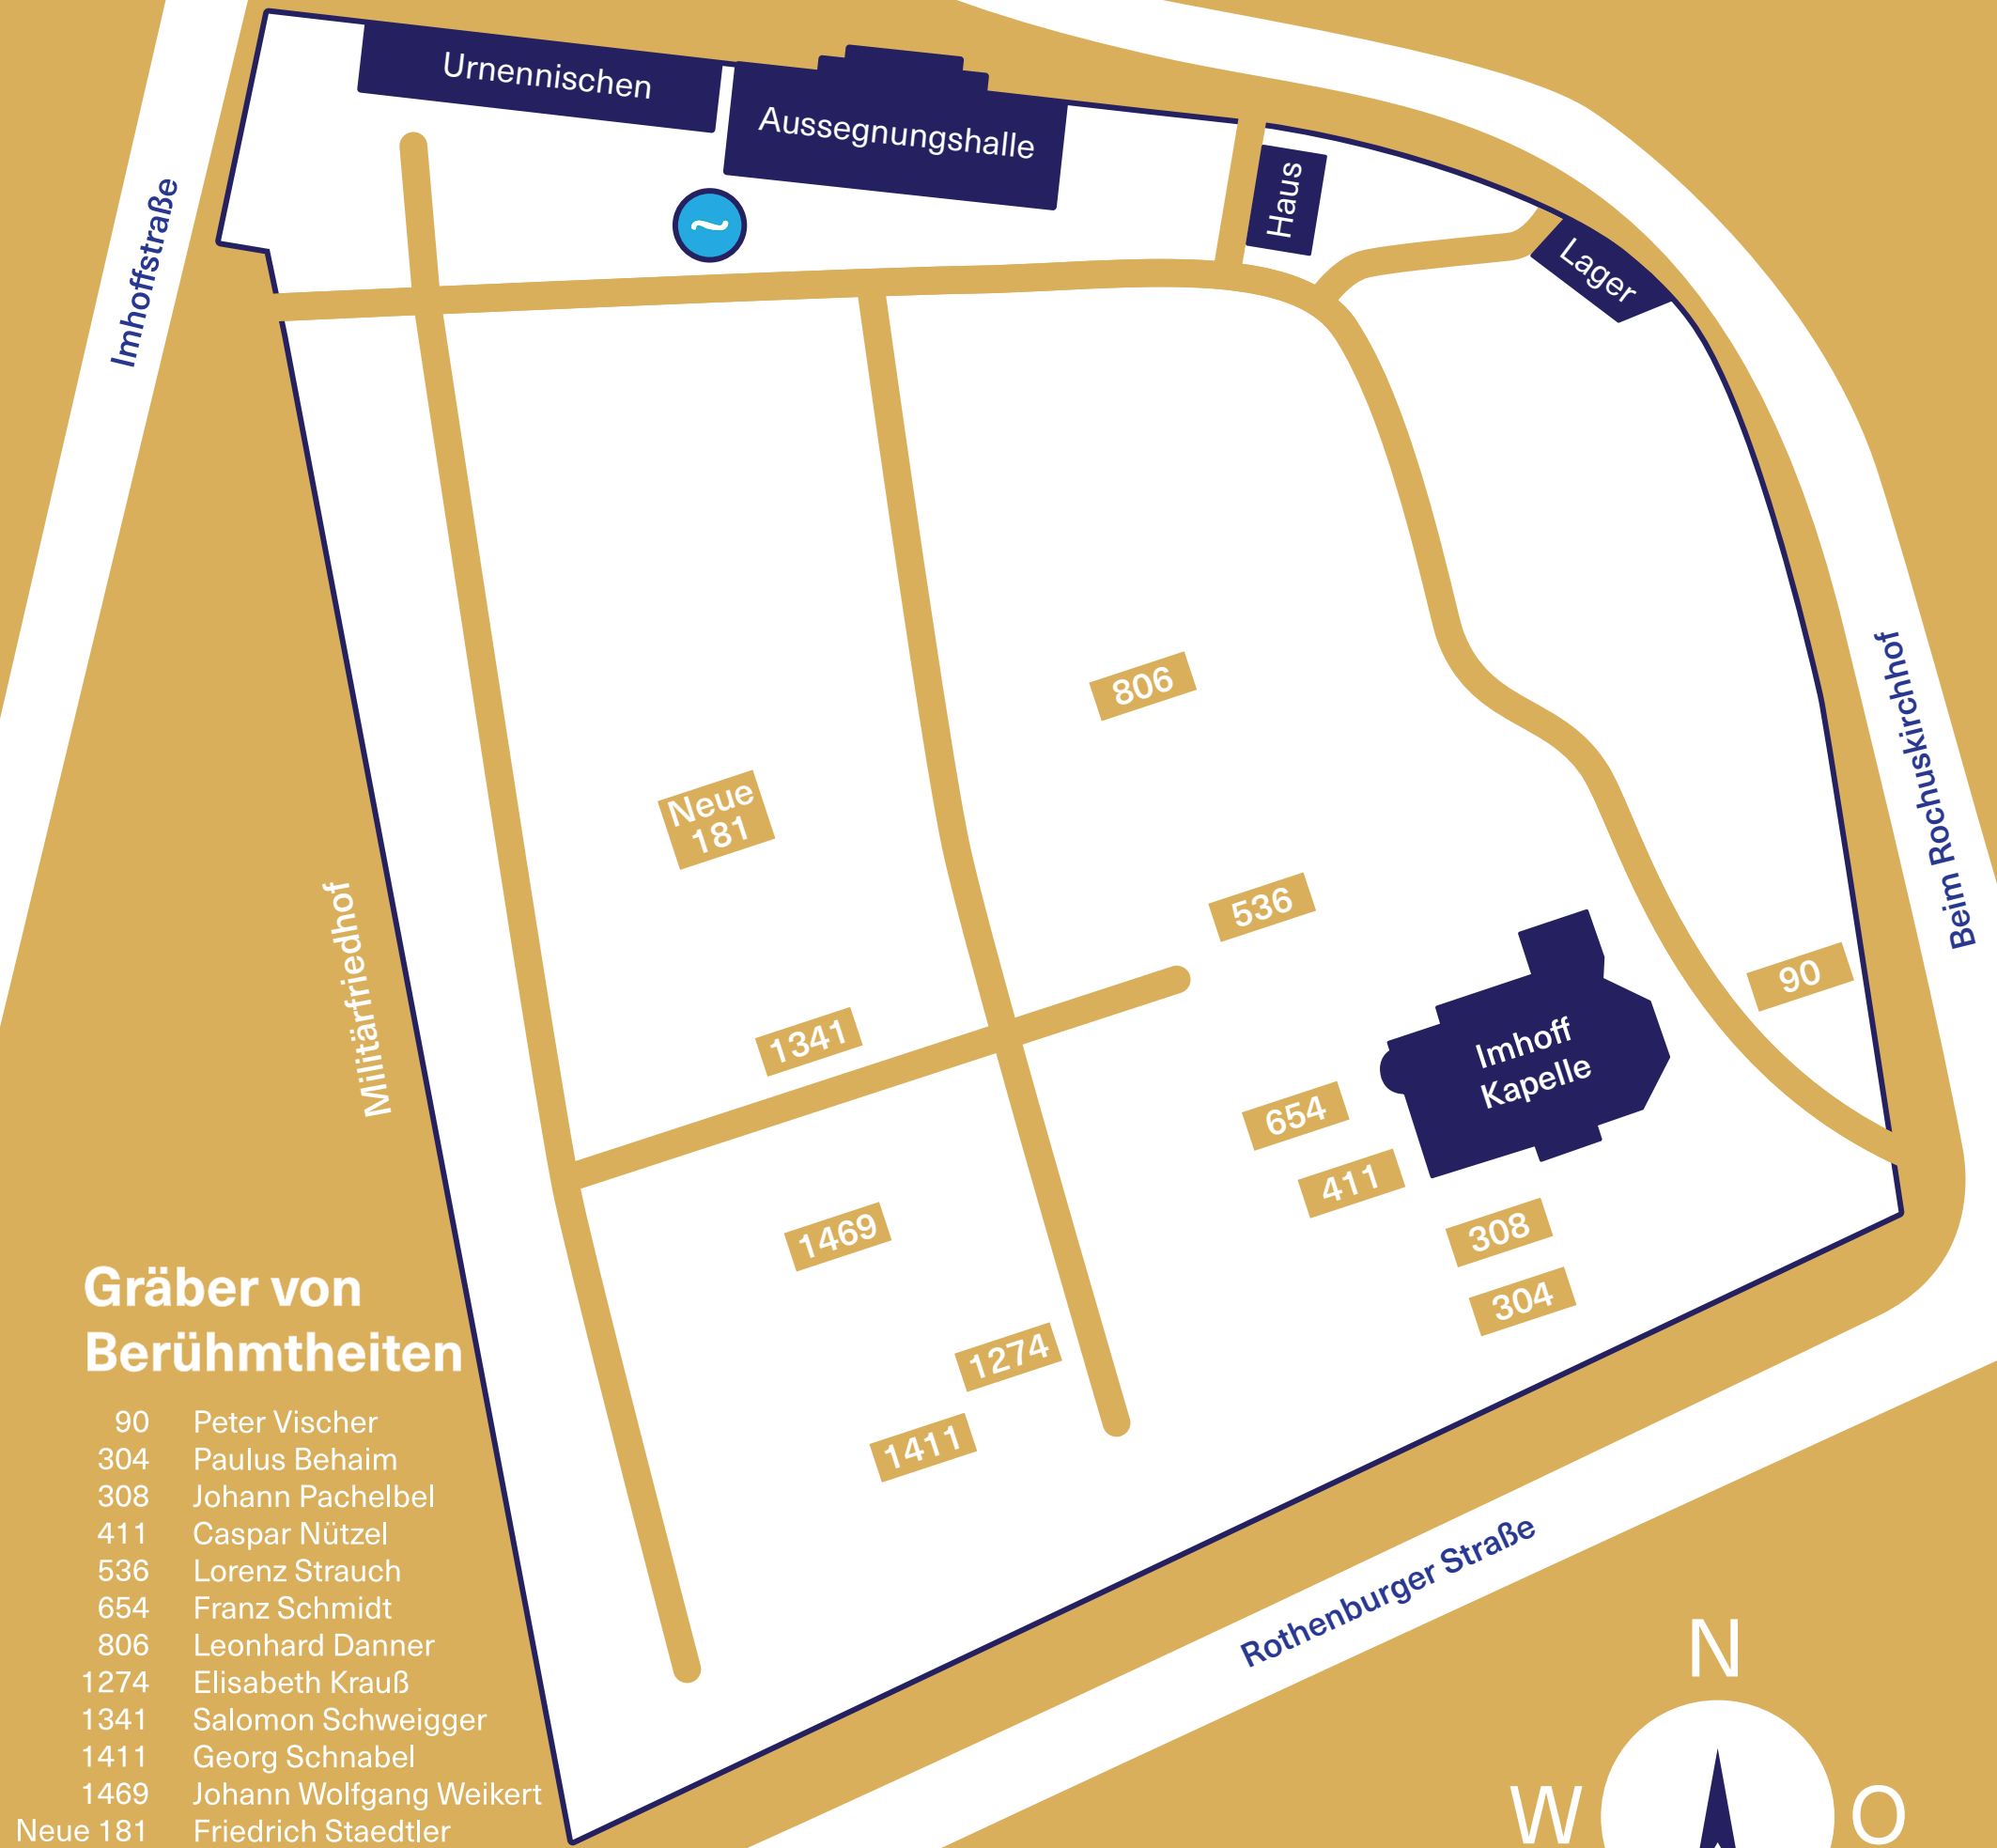 Urnennischen
Aussegnungshalle
Haus
Lager
Imhoffstraße
Beim Rochuskirchhof
806
Neue
181
536
90
Militärfriedhof
1341
Imhoff
Kapelle
654
411
1469
308
304
1274
1411
Rothenburger Straße
Gräber von
Berühmtheiten
90 Peter Vischer
304 Paulus Behaim
308 Johann Pachelbel
411 Caspar Nützel
536 Lorenz Strauch
654 Franz Schmidt
806 Leonhard Danner
1274 Elisabeth Krauß
1341 Salomon Schweigger
1411 Georg Schnabel
1469 Johann Wolfgang Weikert
Neue 181 Friedrich Staedtler
N
W O